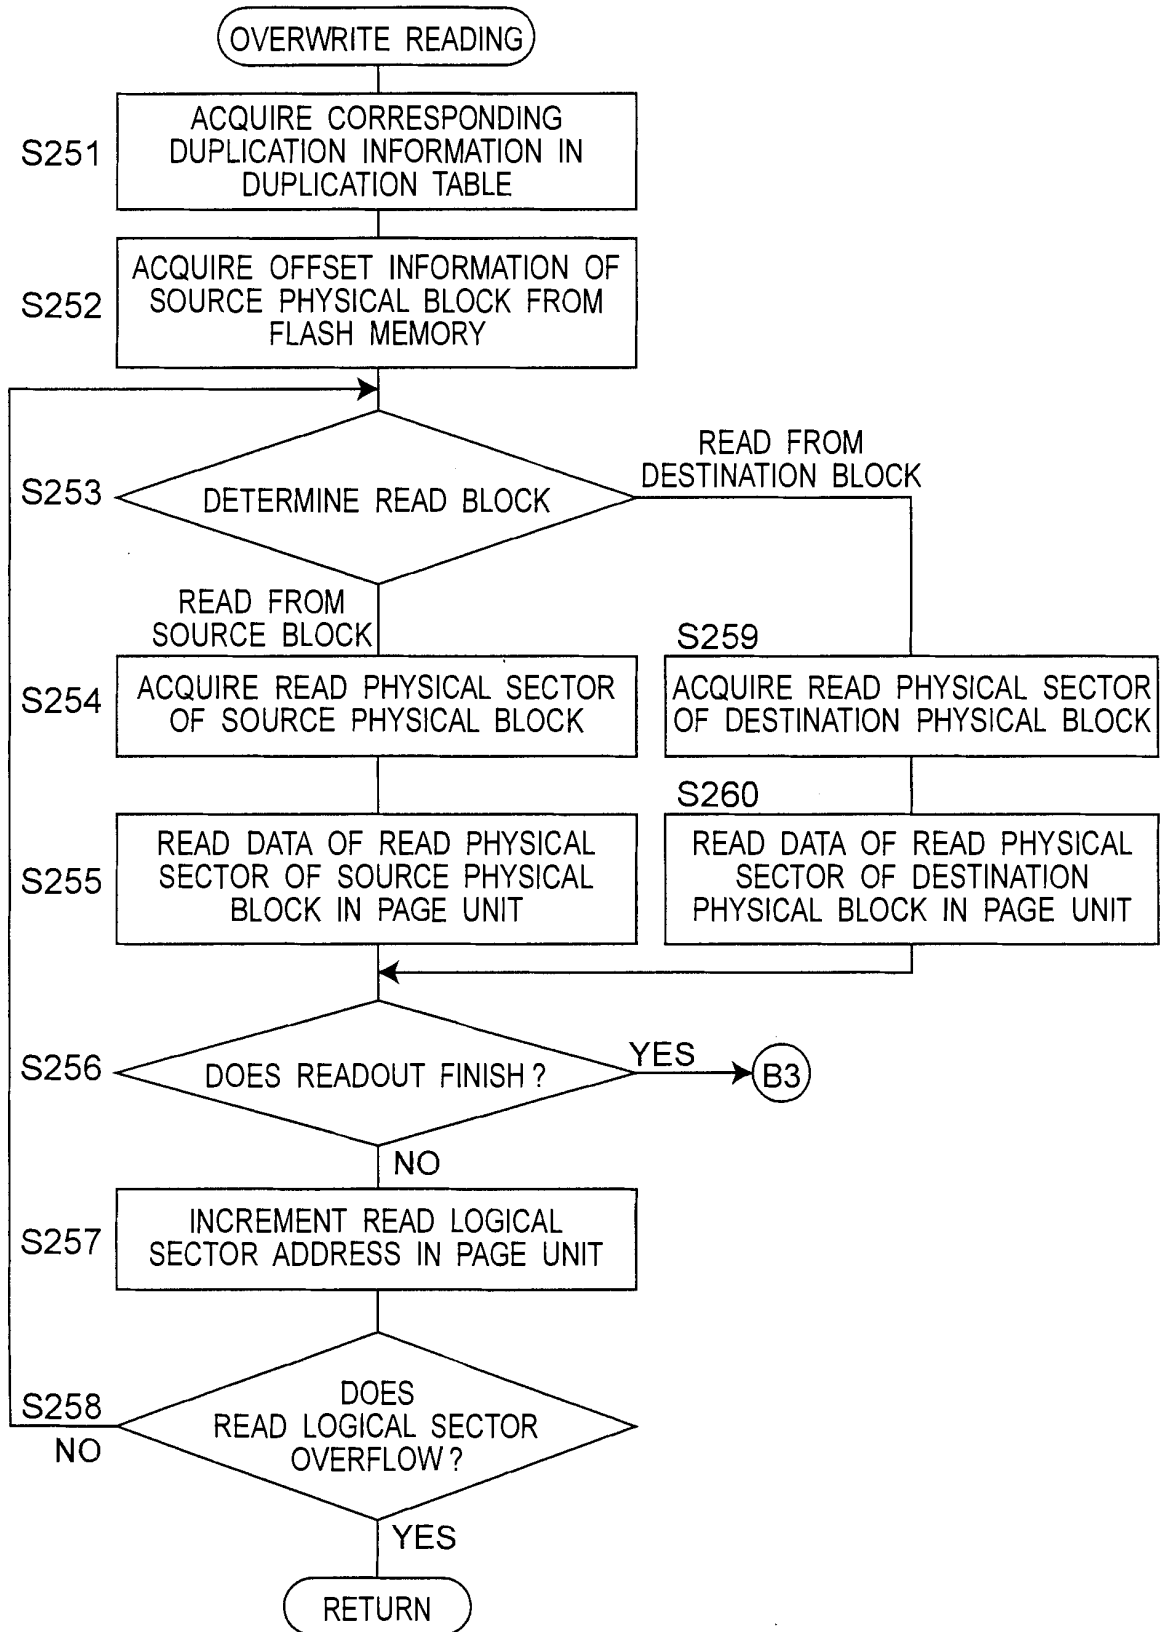 OVERWRITE READING
S251
ACQUIRE CORRESPONDING
DUPLICATION INFORMATION IN
DUPLICATION TABLE
S252
ACQUIRE OFFSET INFORMATION OF
SOURCE PHYSICAL BLOCK FROM
FLASH MEMORY
S253
DETERMINE READ BLOCK
READ FROM
DESTINATION BLOCK
READ FROM
SOURCE BLOCK
S254
ACQUIRE READ PHYSICAL SECTOR
OF SOURCE PHYSICAL BLOCK
S259
ACQUIRE READ PHYSICAL SECTOR
OF DESTINATION PHYSICAL BLOCK
S255
READ DATA OF READ PHYSICAL
SECTOR OF SOURCE PHYSICAL
BLOCK IN PAGE UNIT
S260
READ DATA OF READ PHYSICAL
SECTOR OF DESTINATION
PHYSICAL BLOCK IN PAGE UNIT
S256
DOES READOUT FINISH ?
YES
B3
NO
S257
INCREMENT READ LOGICAL
SECTOR ADDRESS IN PAGE UNIT
S258
NO
DOES
READ LOGICAL SECTOR
OVERFLOW ?
YES
RETURN